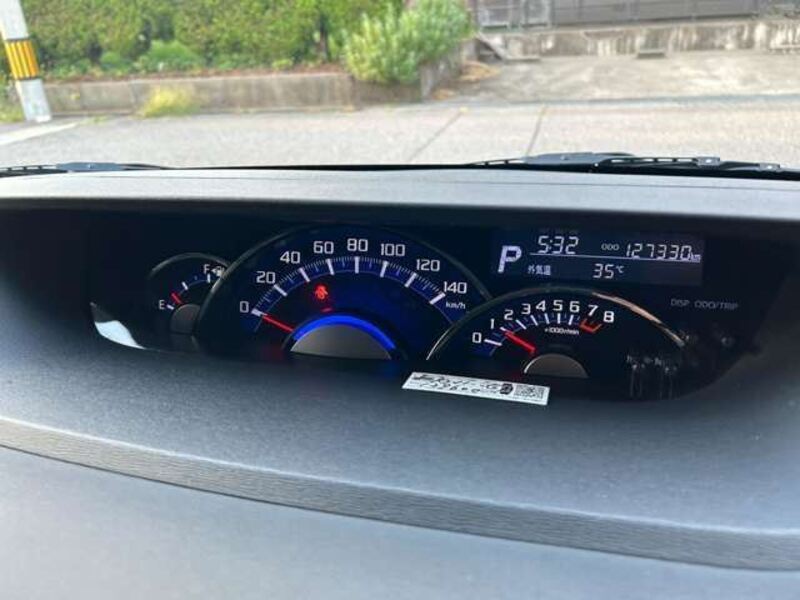 F
E
0 20 40 60 80 100 120 140
km/h
P 5:32 ODO 127330km
外気温 35℃
DISP ODO/TRIP
0 1 2 3 4 5 6 7 8
×1000r/min